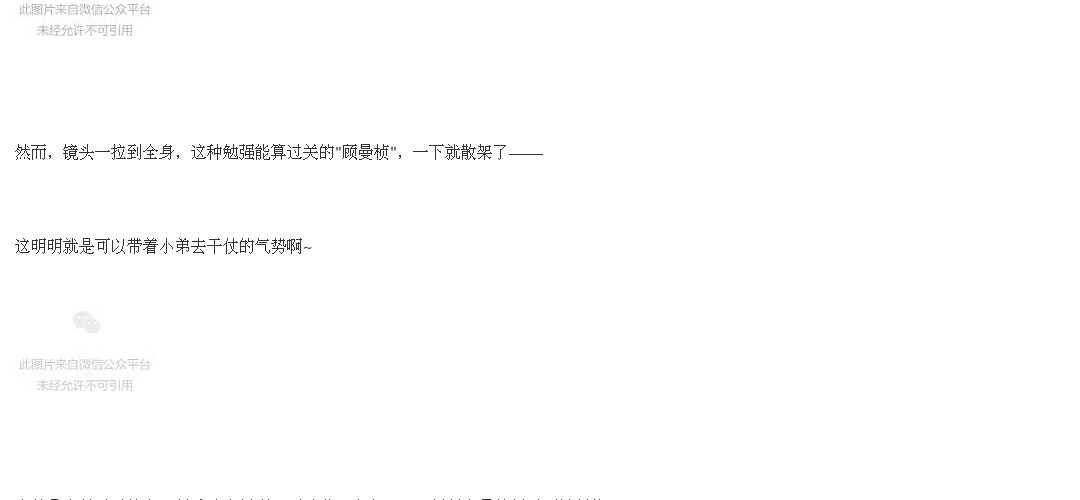 此图片来自微信公众平台
未经允许不可引用
然而，镜头一拉到全身，这种勉强能算过关的"顾曼桢"，一下就散架了——
这明明就是可以带着小弟去干仗的气势啊~
此图片来自微信公众平台
未经允许不可引用